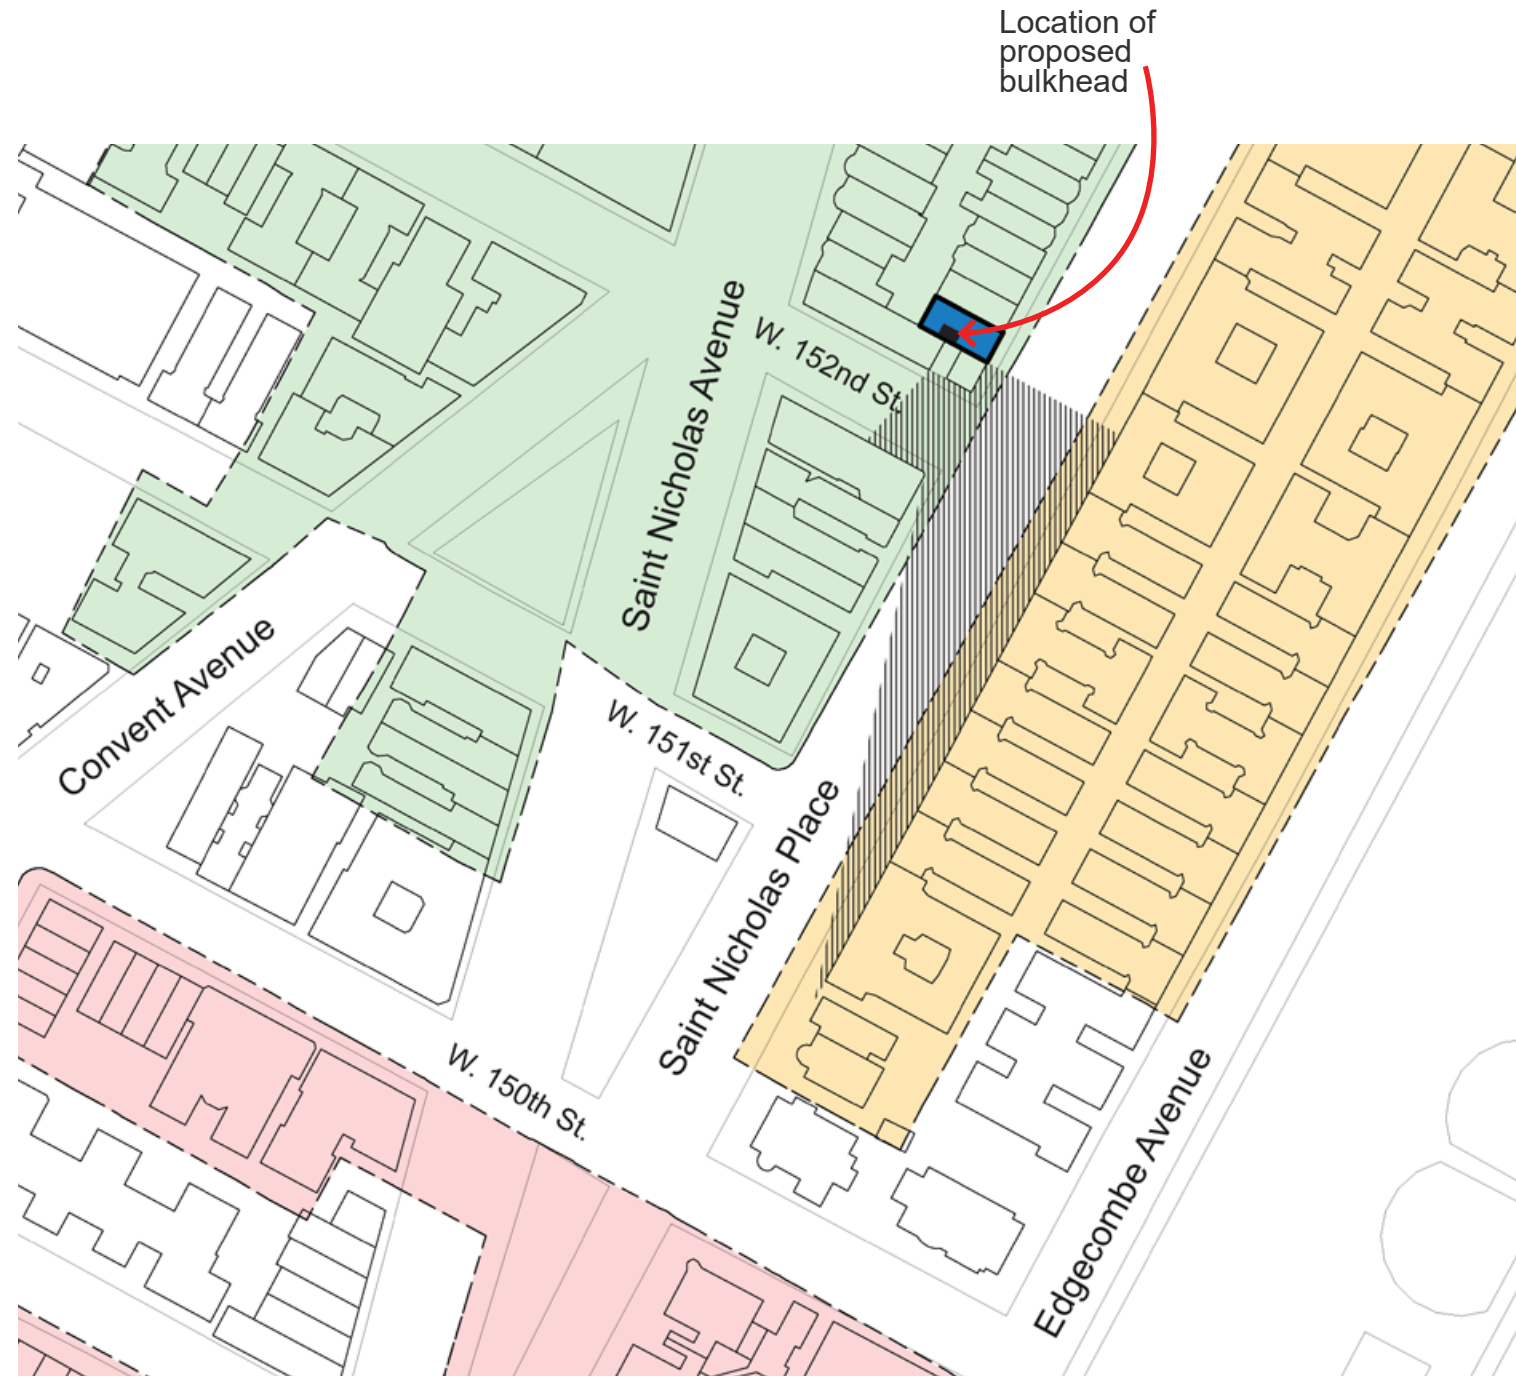 Location of
proposed
bulkhead
Saint Nicholas Avenue
W. 152nd St.
Convent Avenue
W. 151st St.
Saint Nicholas Place
W. 150th St.
Edgecombe Avenue